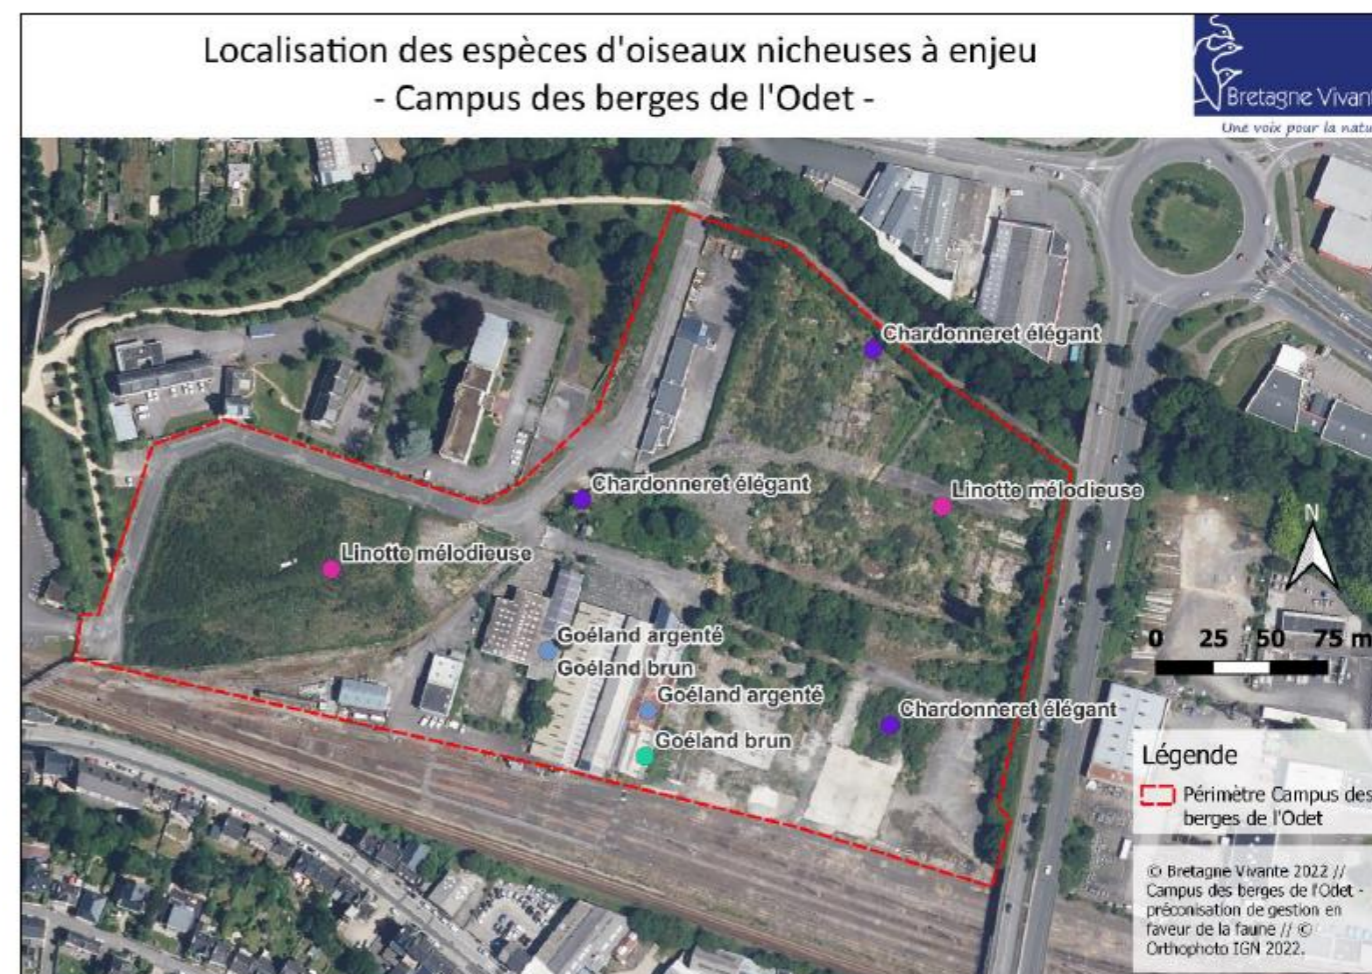 Localisation des espèces d'oiseaux nicheuses à enjeu
- Campus des berges de l'Odet -
Bretagne Vivant
Une voix pour la natu
Chardonneret élégant
Chardonneret élégant
Linotte mélodieuse
Linotte mélodieuse
N
Goéland argenté
0 25 50 75 m
Goéland brun
Goéland argenté
Chardonneret élégant
Goéland brun
Légende
Périmètre Campus des
berges de l'Odet
© Bretagne Vivante 2022 //
Campus des berges de l'Odet -
préconisation de gestion en
faveur de la faune // ©
Orthophoto IGN 2022.